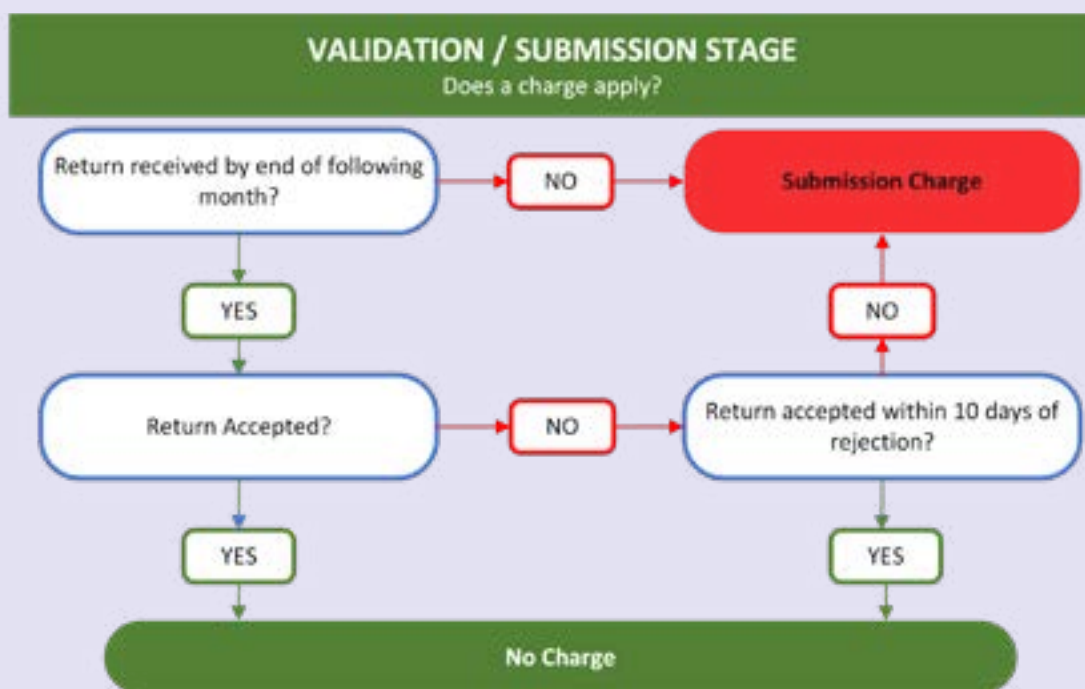 VALIDATION / SUBMISSION STAGE
Does a charge apply?
Return received by end of following
month?
NO
Submission Charge
YES
NO
Return Accepted?
NO
Return accepted within 10 days of
rejection?
YES
YES
No Charge